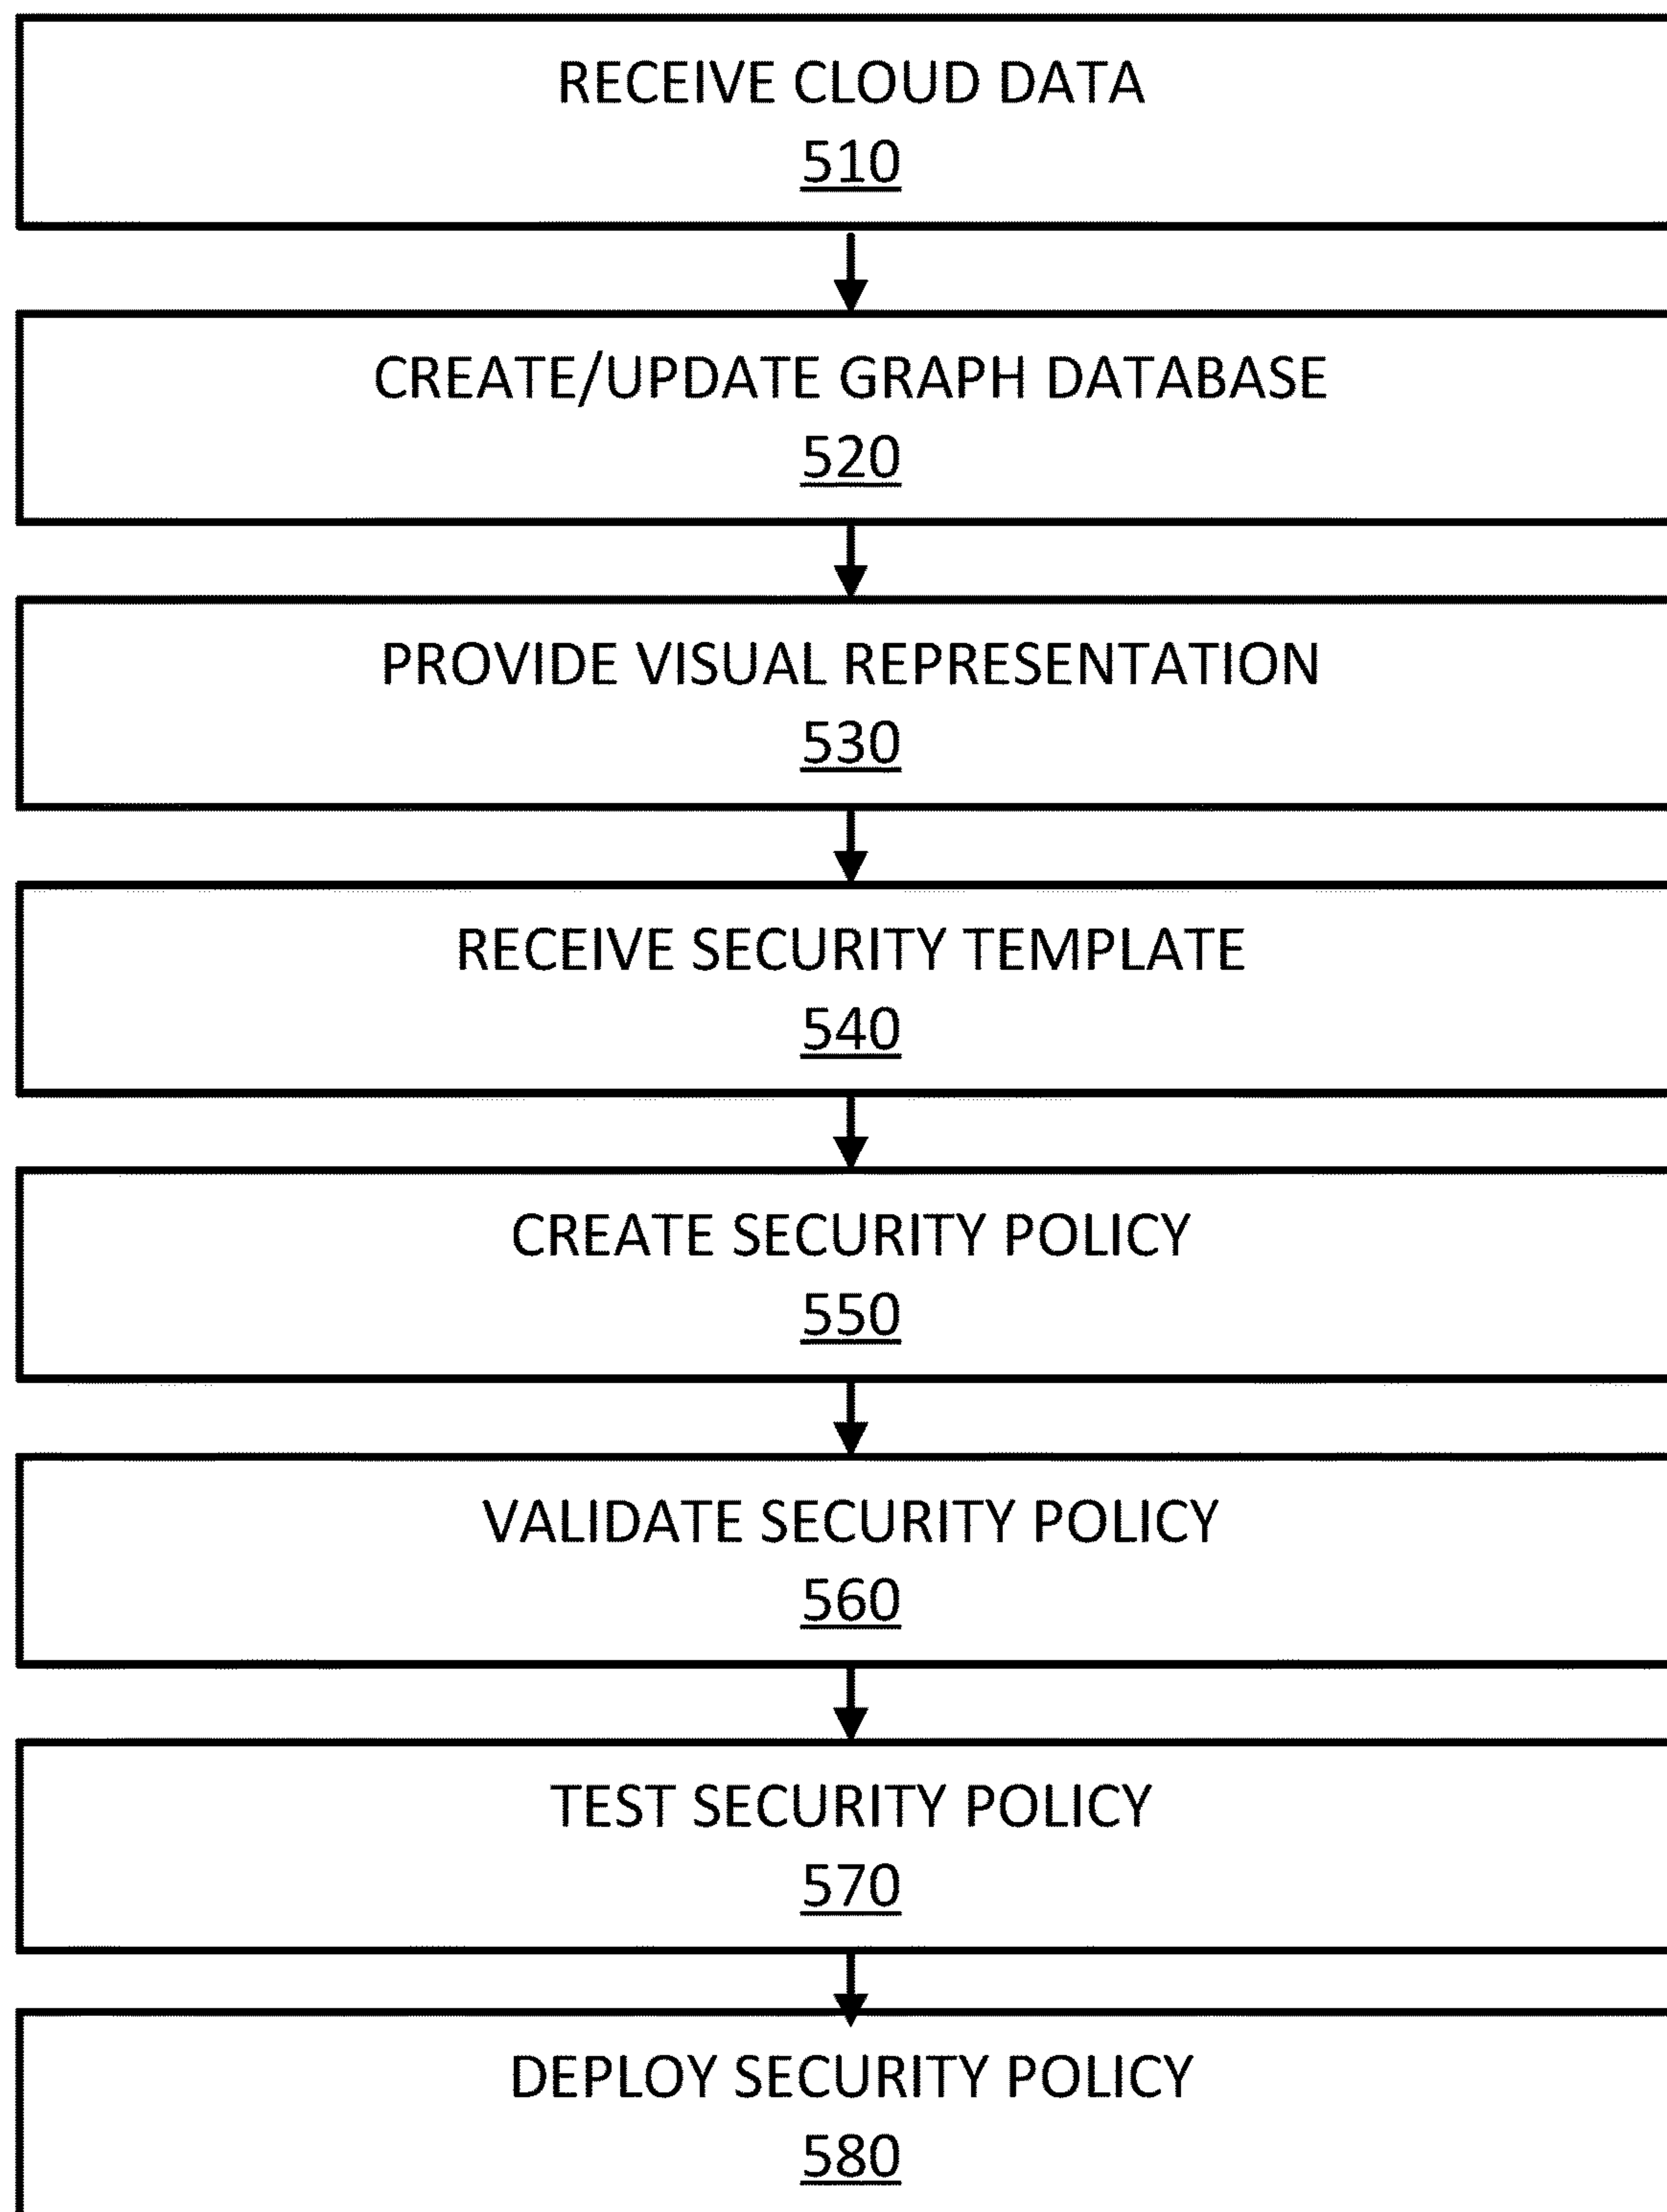 RECEIVE CLOUD DATA
510
CREATE/UPDATE GRAPH DATABASE
520
PROVIDE VISUAL REPRESENTATION
530
RECEIVE SECURITY TEMPLATE
540
CREATE SECURITY POLICY
550
VALIDATE SECURITY POLICY
560
TEST SECURITY POLICY
570
DEPLOY SECURITY POLICY
580